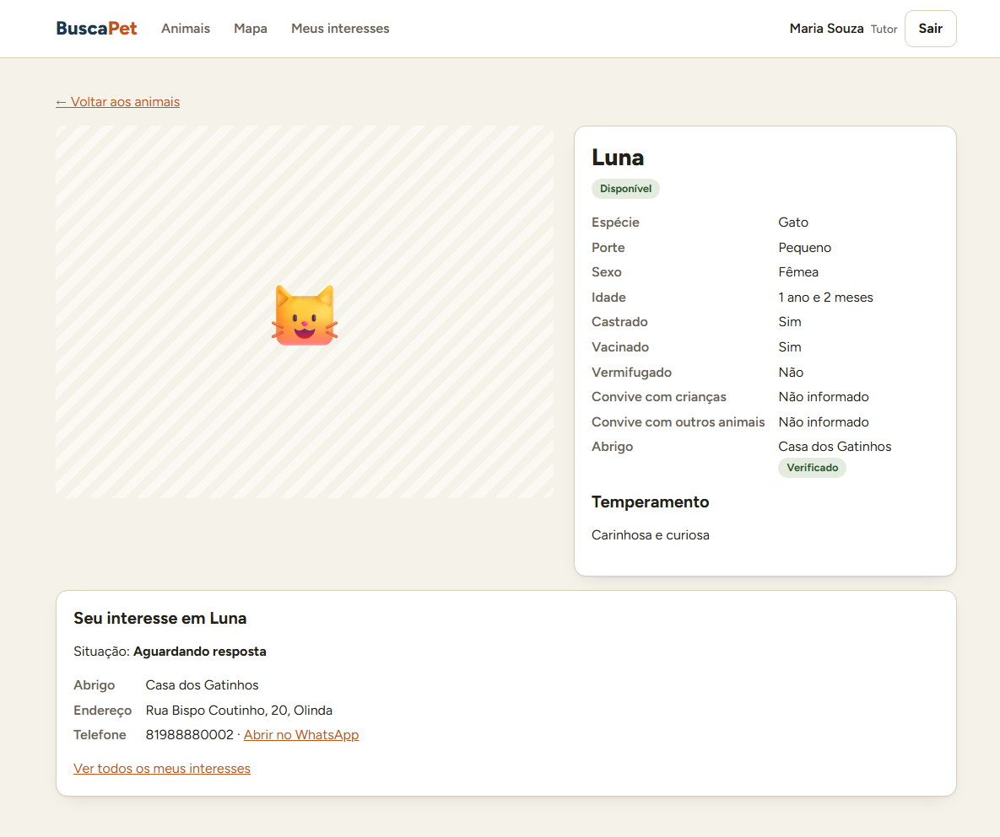 BuscaPet Animais Mapa Meus interesses Maria Souza Tutor Sair
← Voltar aos animais
Luna
Disponível
Espécie Gato
Porte Pequeno
Sexo Fêmea
Idade 1 ano e 2 meses
Castrado Sim
Vacinado Sim
Vermifugado Não
Convive com crianças Não informado
Convive com outros animais Não informado
Abrigo Casa dos Gatinhos
Verificado
Temperamento
Carinhosa e curiosa
Seu interesse em Luna
Situação: Aguardando resposta
Abrigo Casa dos Gatinhos
Endereço Rua Bispo Coutinho, 20, Olinda
Telefone 81988880002 · Abrir no WhatsApp
Ver todos os meus interesses